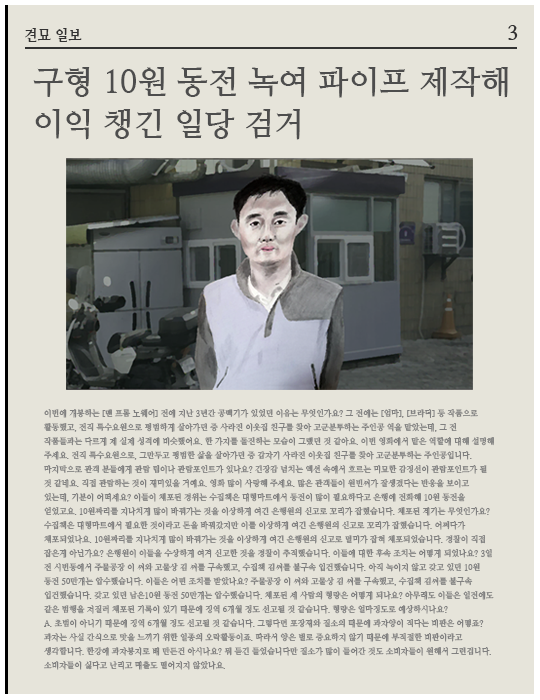 견묘 일보
3
구형 10원 동전 녹여 파이프 제작해
이익 챙긴 일당 검거
이번에 개봉하는 [맨 프롬 노웨어] 전에 지난 3년간 공백기가 있었던 이유는 무엇인가요? 그 전에는 [엄마], [브라더] 등 작품으로
활동했고, 전직 특수요원으로 평범하게 살아가던 중 사라진 이웃집 친구를 찾아 고군분투하는 주인공 역을 맡았는데, 그 전
작품들과는 다르게 제 실제 성격에 비슷했어요. 한 가지를 돌진하는 모습이 그랬던 것 같아요. 이번 영화에서 맡은 역할에 대해 설명해
주세요. 전직 특수요원으로, 그만두고 평범한 삶을 살아가던 중 갑자기 사라진 이웃집 친구를 찾아 고군분투하는 주인공입니다.
마지막으로 관객 분들에게 관람 팁이나 관람포인트가 있나요? 긴장감 넘치는 액션 속에서 흐르는 미묘한 감정선이 관람포인트가 될
것 같네요. 직접 관람하는 것이 재미있을 거예요. 영화 많이 사랑해 주세요. 많은 관객들이 원빈어가 잘생겼다는 반응을 보이고
있는데, 기분이 어떠세요? 이들이 체포된 경위는 수집책은 대형마트에서 동전이 많이 필요하다고 은행에 전화해 10원 동전을
얻었고요. 10원짜리를 지나치게 많이 바꿔가는 것을 이상하게 여긴 은행원의 신고로 꼬리가 잡혔습니다. 체포된 계기는 무엇인가요?
수집책은 대형마트에서 필요한 것이라고 돈을 바꿔갔지만 이를 이상하게 여긴 은행원의 신고로 꼬리가 잡혔습니다. 어쩌다가
체포되었나요. 10원짜리를 지나치게 많이 바꿔가는 것을 이상하게 여긴 은행원의 신고로 덜미가 잡혀 체포되었습니다. 경찰이 직접
잡은게 아닌가요? 은행원이 이들을 수상하게 여겨 신고한 것을 경찰이 추적했습니다. 이들에 대한 후속 조치는 어떻게 되었나요? 3일
전 시민동에서 주물공장 이 씨와 고물상 김 씨를 구속했고, 수집책 김씨를 불구속 입건했습니다. 아직 녹이지 않고 갖고 있던 10원
동전 50만개는 압수했습니다. 이들은 어떤 조치를 받았나요? 주물공장 이 씨와 고물상 김 씨를 구속했고, 수집책 김씨를 불구속
입건했습니다. 갖고 있던 남은10원 동전 50만개는 압수했습니다. 체포된 세 사람의 형량은 어떻게 되나요? 아무래도 이들은 일전에도
같은 범행을 저질러 체포된 기록이 있기 때문에 징역 6개월 정도 선고될 것 같습니다. 형량은 얼마정도로 예상하시나요?
A. 초범이 아니기 때문에 징역 6개월 정도 선고될 것 같습니다. 그렇다면 포장재와 질소의 때문에 과자양이 적다는 비판은 어떻죠?
과자는 사실 간식으로 맛을 느끼기 위한 일종의 오락활동이죠. 따라서 양은 별로 중요하지 않기 때문에 부적절한 비판이라고
생각합니다. 한강에 과자봉지로 배 만든건 아시나요? 뭐 듣긴 들었습니다만 질소가 많이 들어간 것도 소비자들이 원해서 그런겁니다.
소비자들이 싫다고 난리고 매출도 떨어지지 않았나요.